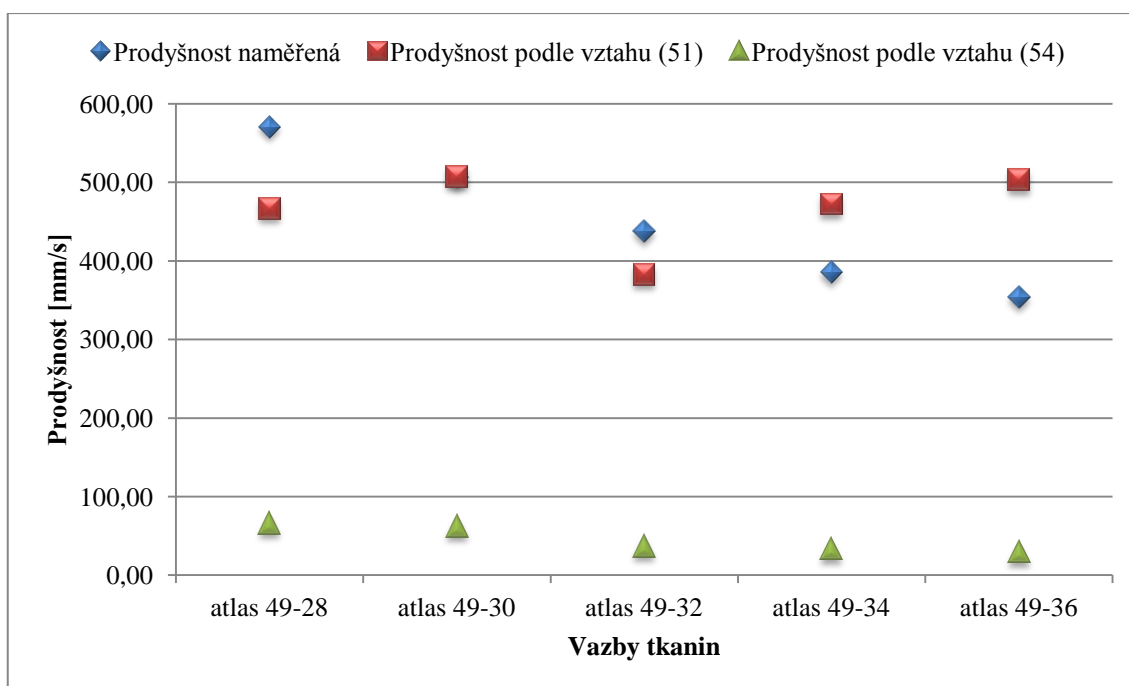 Prodyšnost naměřená Prodyšnost podle vztahu (51) Prodyšnost podle vztahu (54)
600,00
500,00
400,00
300,00
200,00
100,00
0,00
Prodyšnost [mm/s]
atlas 49-28 atlas 49-30 atlas 49-32 atlas 49-34 atlas 49-36
Vazby tkanin